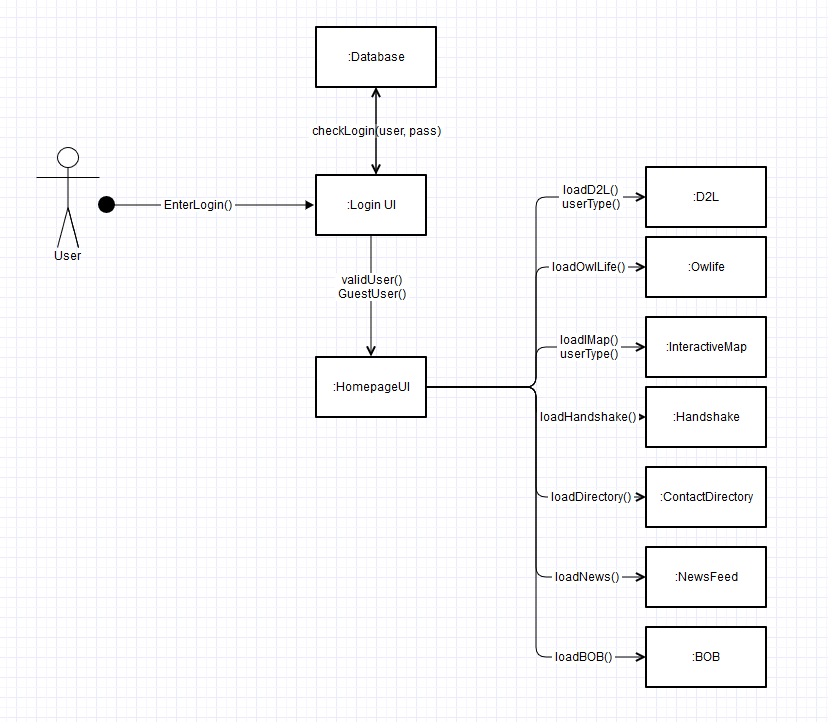 :Database
checkLogin(user, pass)
EnterLogin()
:Login UI
User
validUser()
GuestUser()
:HomepageUI
loadD2L()
userType()
:D2L
loadOwlLife()
:Owlife
loadIMap()
userType()
:InteractiveMap
loadHandshake()
:Handshake
loadDirectory()
:ContactDirectory
loadNews()
:NewsFeed
loadBOB()
:BOB